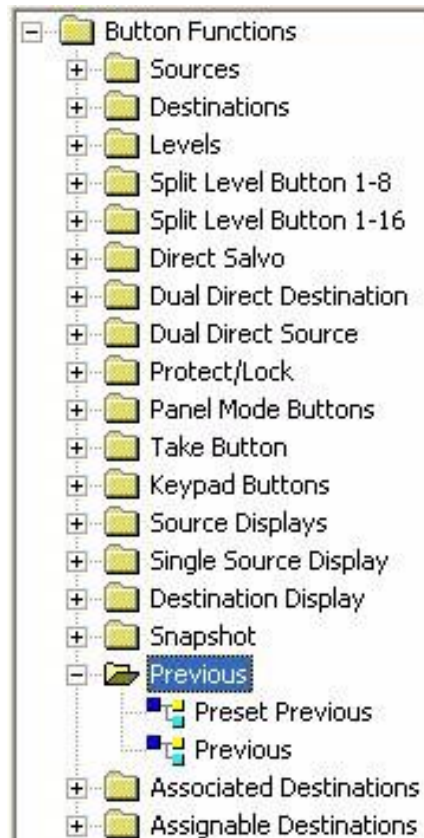 Button Functions
Sources
Destinations
Levels
Split Level Button 1-8
Split Level Button 1-16
Direct Salvo
Dual Direct Destination
Dual Direct Source
Protect/Lock
Panel Mode Buttons
Take Button
Keypad Buttons
Source Displays
Single Source Display
Destination Display
Snapshot
Previous
Preset Previous
Previous
Associated Destinations
Assignable Destinations